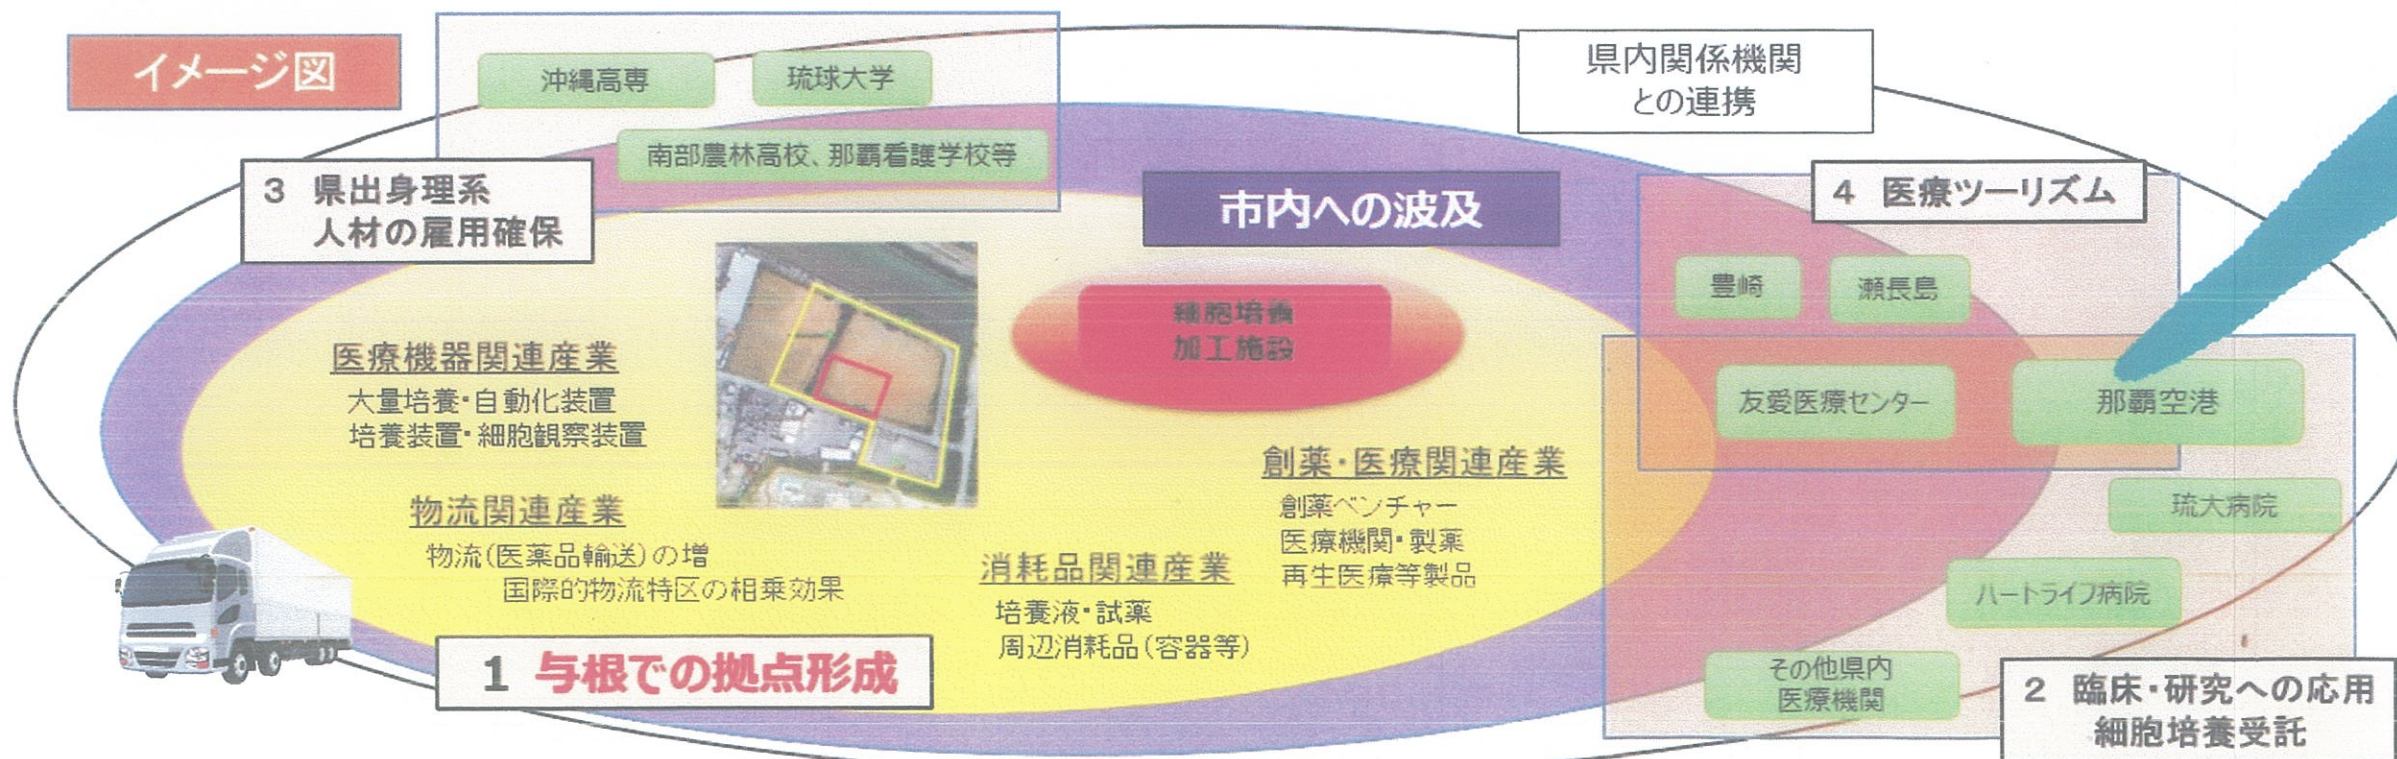 イメージ図
沖縄高専
琉球大学
南部農林高校、那覇看護学校等
県内関係機関
との連携
3 県出身理系
人材の雇用確保
市内への波及
4 医療ツーリズム
豊崎
瀬長島
細胞培養
加工施設
医療機器関連産業
大量培養・自動化装置
培養装置・細胞観察装置
友愛医療センター
那覇空港
物流関連産業
物流(医薬品輸送)の増
国際的物流特区の相乗効果
創薬・医療関連産業
創薬ベンチャー
医療機関・製薬
再生医療等製品
消耗品関連産業
培養液・試薬
周辺消耗品(容器等)
琉大病院
ハートライフ病院
その他県内
医療機関
1 与根での拠点形成
2 臨床・研究への応用
細胞培養受託